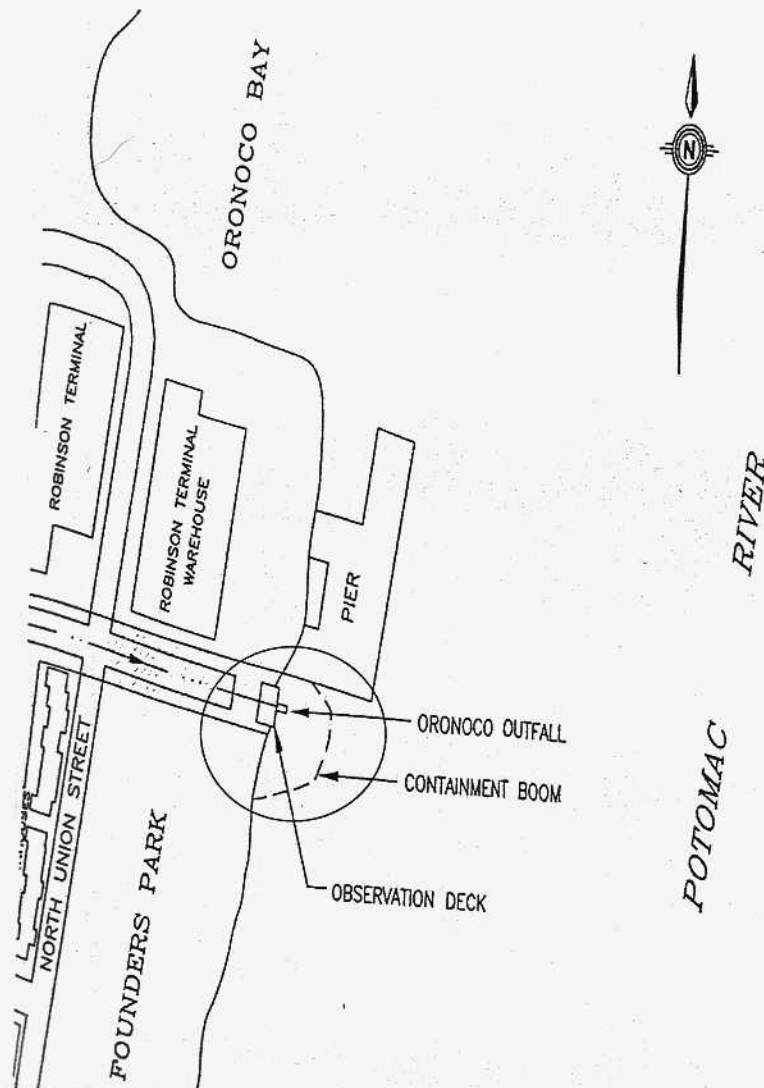 ORONOCO BAY
N
ROBINSON TERMINAL
ROBINSON TERMINAL
WAREHOUSE
PIER
RIVER
POTOMAC
ORONOCO OUTFALL
CONTAINMENT BOOM
OBSERVATION DECK
NORTH UNION STREET
FOUNDERS PARK